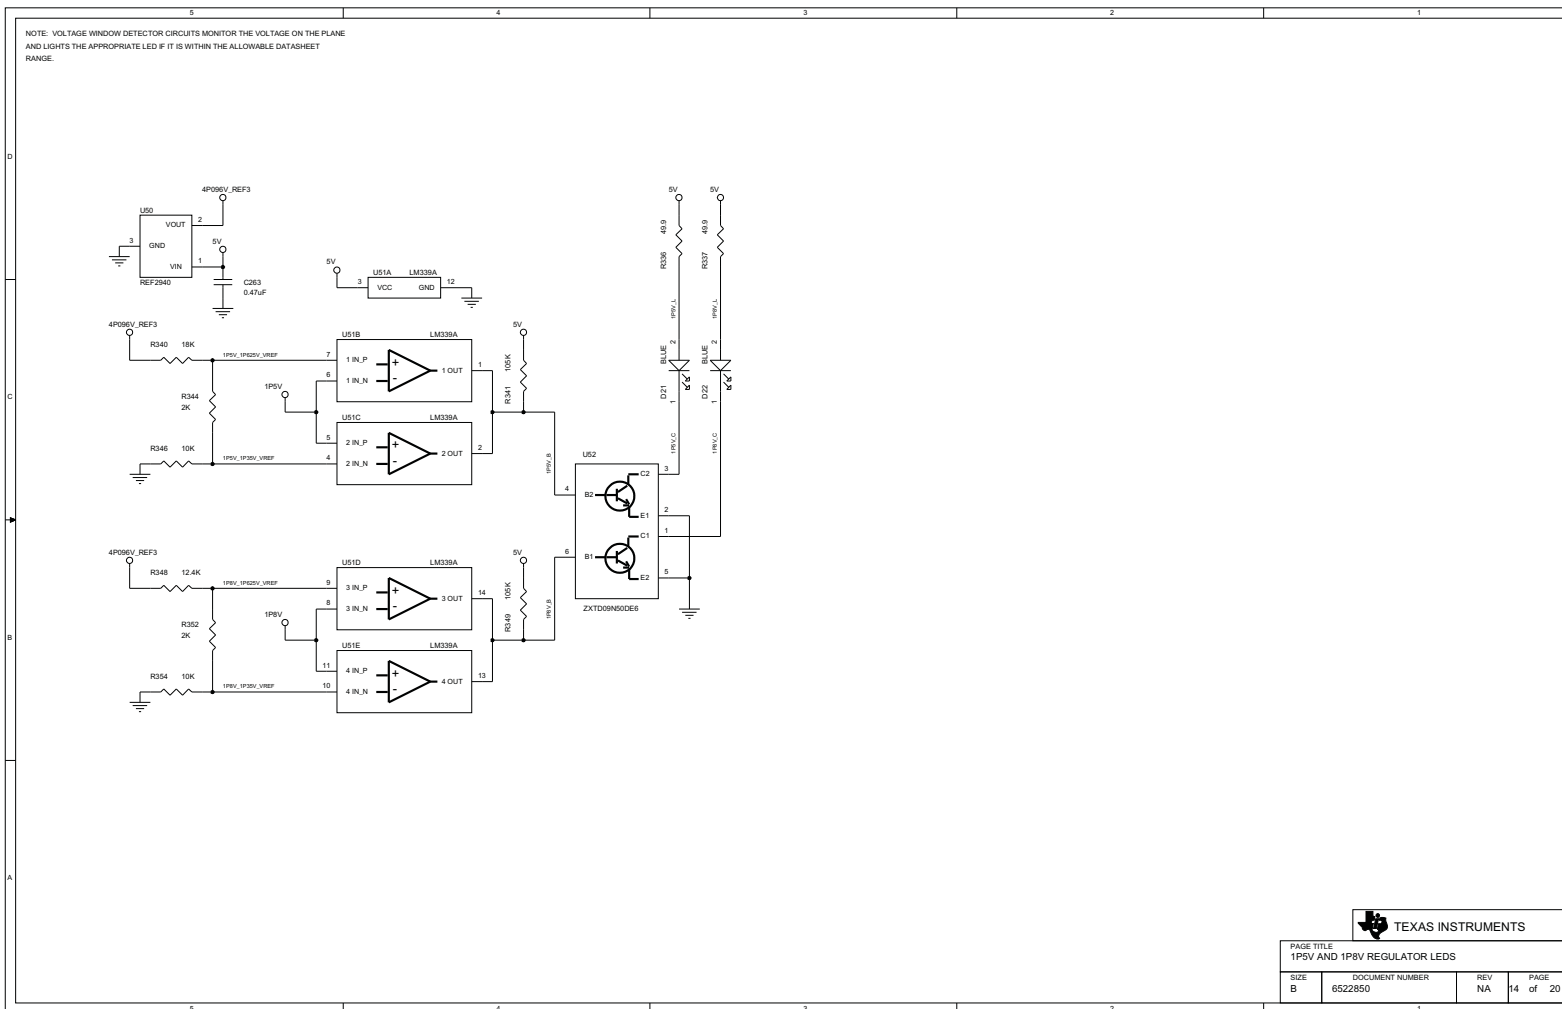 5 4 3 2 1
NOTE: VOLTAGE WINDOW DETECTOR CIRCUITS MONITOR THE VOLTAGE ON THE PLANE
AND LIGHTS THE APPROPRIATE LED IF IT IS WITHIN THE ALLOWABLE DATASHEET
RANGE.
D
C
B
A
4P096V_REF3
U50
VOUT 2
3 GND
5V
VIN 1
REF2940
C263
0.47uF
5V
U51A LM339A
3 VCC GND 12
4P096V_REF3
R340 18K
1P5V_1P625V_VREF
R344
2K
R346 10K
1P5V_1P35V_VREF
1P5V
U51B LM339A
7 1 IN_P
6 1 IN_N
+
-
1 OUT 1
U51C LM339A
5 2 IN_P
4 2 IN_N
+
-
2 OUT 2
5V
R341 105K
1P5V_B
4P096V_REF3
R348 12.4K
1P8V_1P625V_VREF
R352
2K
R354 10K
1P8V_1P35V_VREF
1P8V
U51D LM339A
9 3 IN_P
8 3 IN_N
+
-
3 OUT 14
U51E LM339A
11 4 IN_P
10 4 IN_N
+
-
4 OUT 13
5V
R349 105K
1P8V_B
5V 5V
R336 49.9
R337 49.9
1P5V_L
1P8V_L
D21 BLUE
2
1
D22 BLUE
2
1
1P5V_C
1P8V_C
U52
4 B2
C2 3
E1 2
C1 1
6 B1
E2 5
ZXTD09N50DE6
TEXAS INSTRUMENTS
PAGE TITLE
1P5V AND 1P8V REGULATOR LEDS
SIZE DOCUMENT NUMBER REV PAGE
B 6522850 NA 14 of 20
5 4 3 2 1